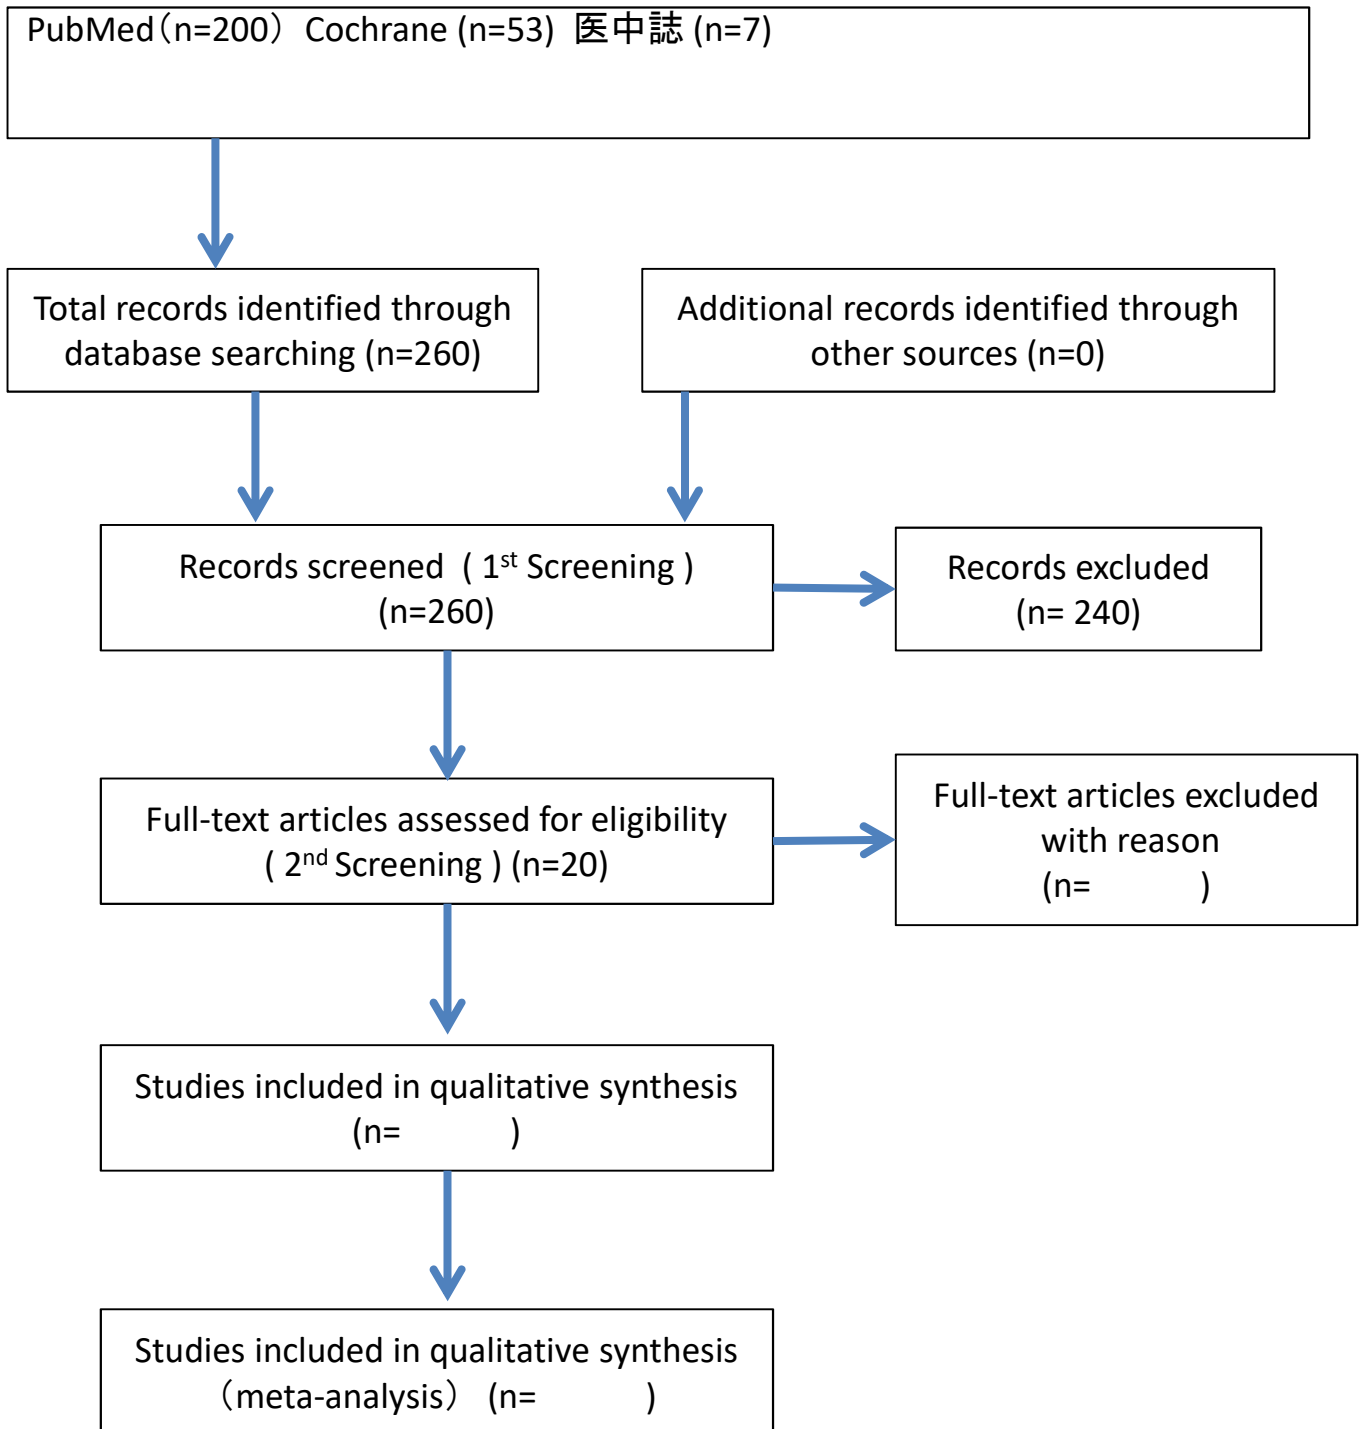 PubMed（n=200） Cochrane (n=53) 医中誌 (n=7)
Total records identified through
database searching (n=260)
Additional records identified through
other sources (n=0)
Records screened ( 1st Screening )
(n=260)
Records excluded
(n= 240)
Full-text articles assessed for eligibility
( 2nd Screening ) (n=20)
Full-text articles excluded
with reason
(n= )
Studies included in qualitative synthesis
(n= )
Studies included in qualitative synthesis
（meta-analysis） (n= )